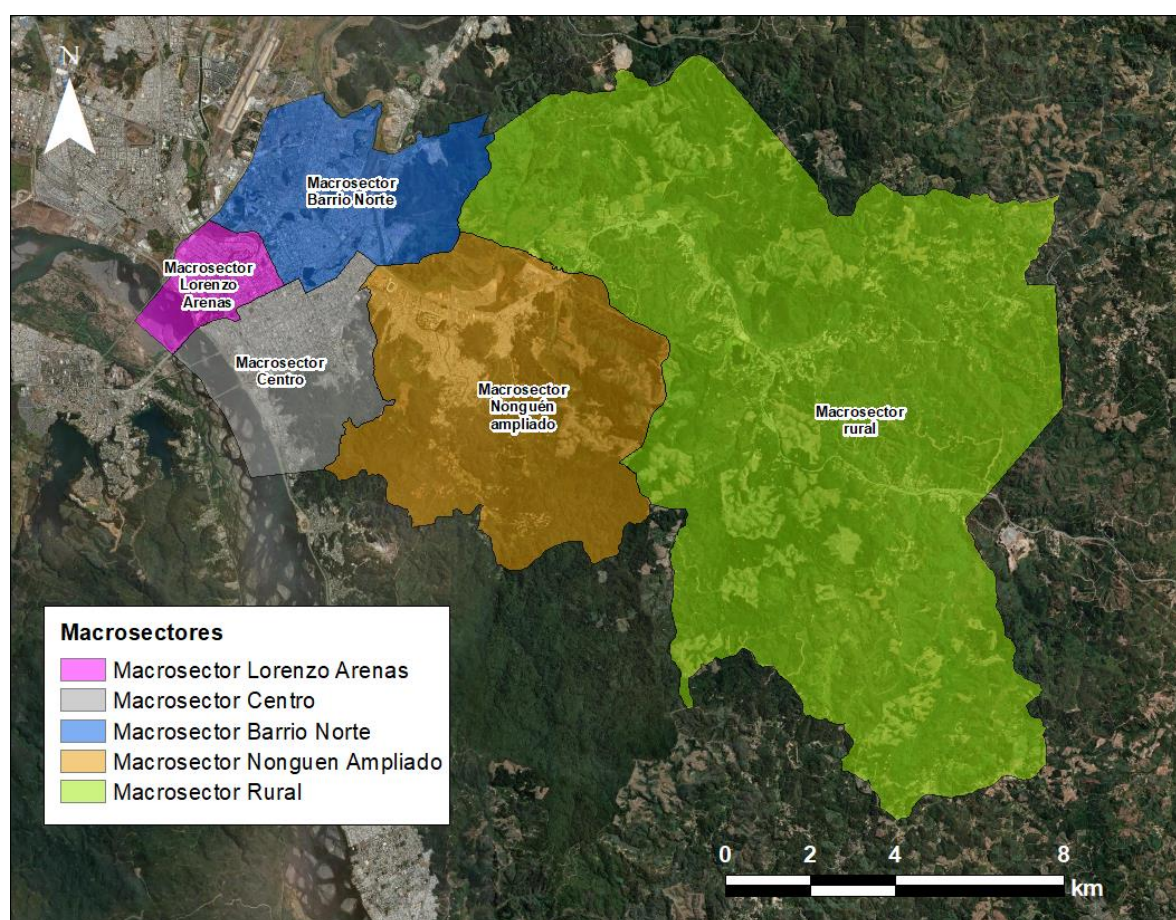 N
Macrosector
Barrio Norte
Macrosector
Lorenzo
Arenas
Macrosector
Centro
Macrosector
Nonguén
ampliado
Macrosector
rural
Macrosectores
Macrosector Lorenzo Arenas
Macrosector Centro
Macrosector Barrio Norte
Macrosector Nonguen Ampliado
Macrosector Rural
0 2 4 8
km